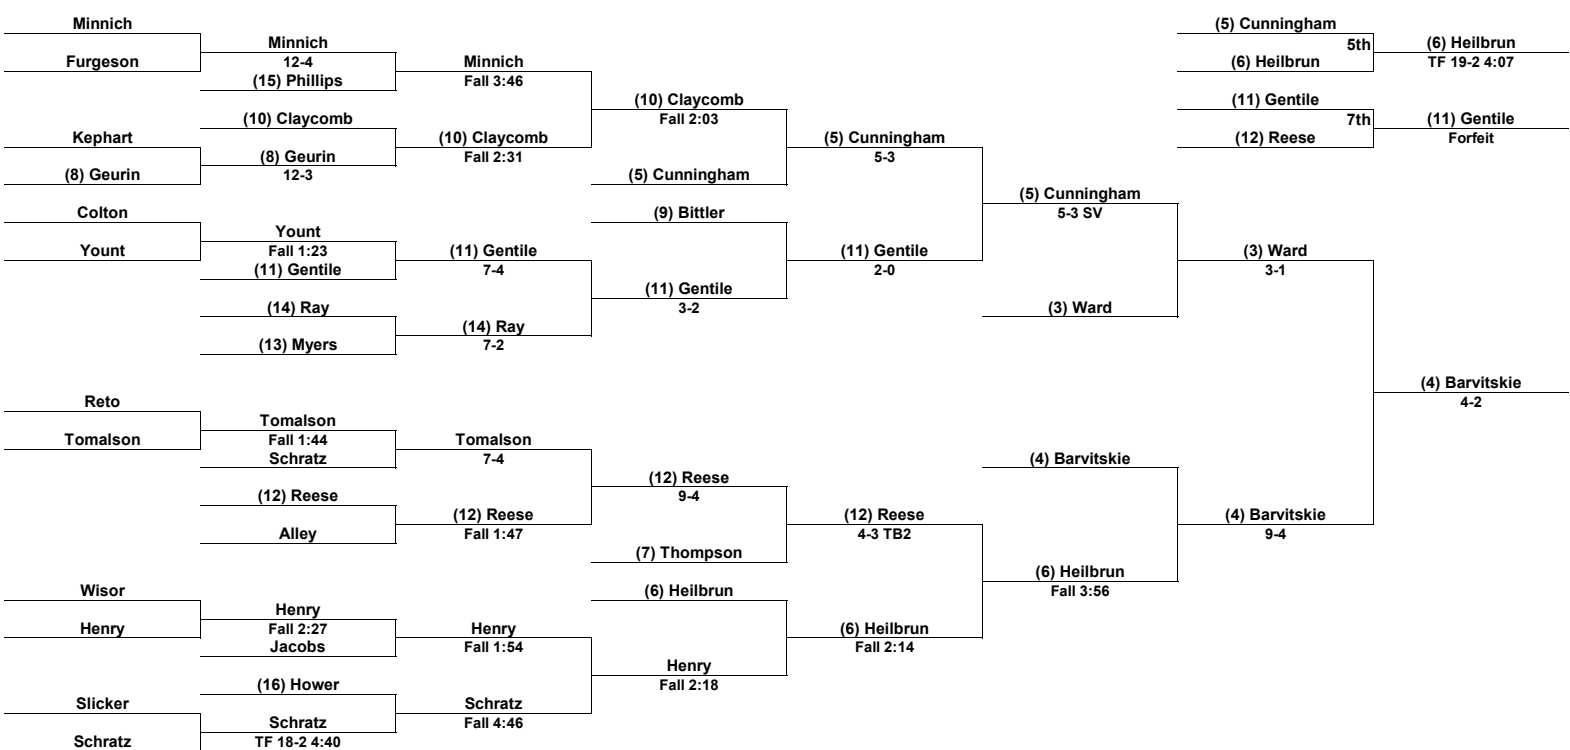 Minnich
Furgeson
Kephart
(8) Geurin
Colton
Yount
Reto
Tomalson
Wisor
Henry
Slicker
Schratz
Minnich
12-4
(15) Phillips
(10) Claycomb
(8) Geurin
12-3
Yount
Fall 1:23
(11) Gentile
(14) Ray
(13) Myers
Tomalson
Fall 1:44
Schratz
(12) Reese
Alley
Henry
Fall 2:27
Jacobs
(16) Hower
Schratz
TF 18-2 4:40
Minnich
Fall 3:46
(10) Claycomb
Fall 2:31
(11) Gentile
7-4
(14) Ray
7-2
Tomalson
7-4
(12) Reese
Fall 1:47
Henry
Fall 1:54
Schratz
Fall 4:46
(10) Claycomb
Fall 2:03
(5) Cunningham
(9) Bittler
(11) Gentile
3-2
(12) Reese
9-4
(7) Thompson
(6) Heilbrun
Henry
Fall 2:18
(5) Cunningham
5-3
(11) Gentile
2-0
(12) Reese
4-3 TB2
(6) Heilbrun
Fall 2:14
(5) Cunningham
5-3 SV
(3) Ward
(4) Barvitskie
(6) Heilbrun
Fall 3:56
(5) Cunningham
5th
(6) Heilbrun
(11) Gentile
7th
(12) Reese
(3) Ward
3-1
(4) Barvitskie
9-4
(6) Heilbrun
TF 19-2 4:07
(11) Gentile
Forfeit
(4) Barvitskie
4-2